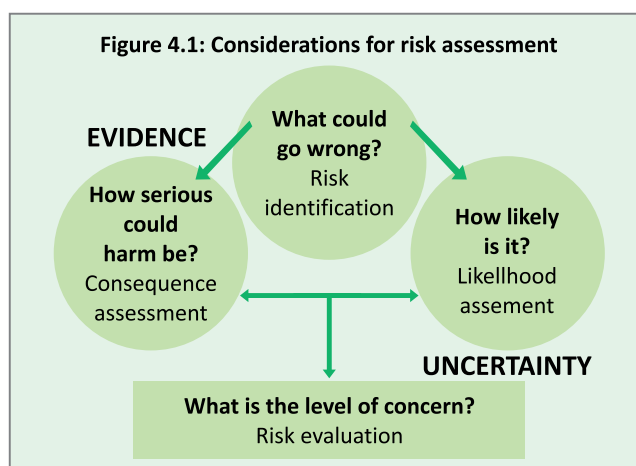 Figure 4.1: Considerations for risk assessment
EVIDENCE
What could
go wrong?
Risk
identification
How serious
could
harm be?
Consequence
assessment
How likely
is it?
Likellhood
assement
UNCERTAINTY
What is the level of concern?
Risk evaluation